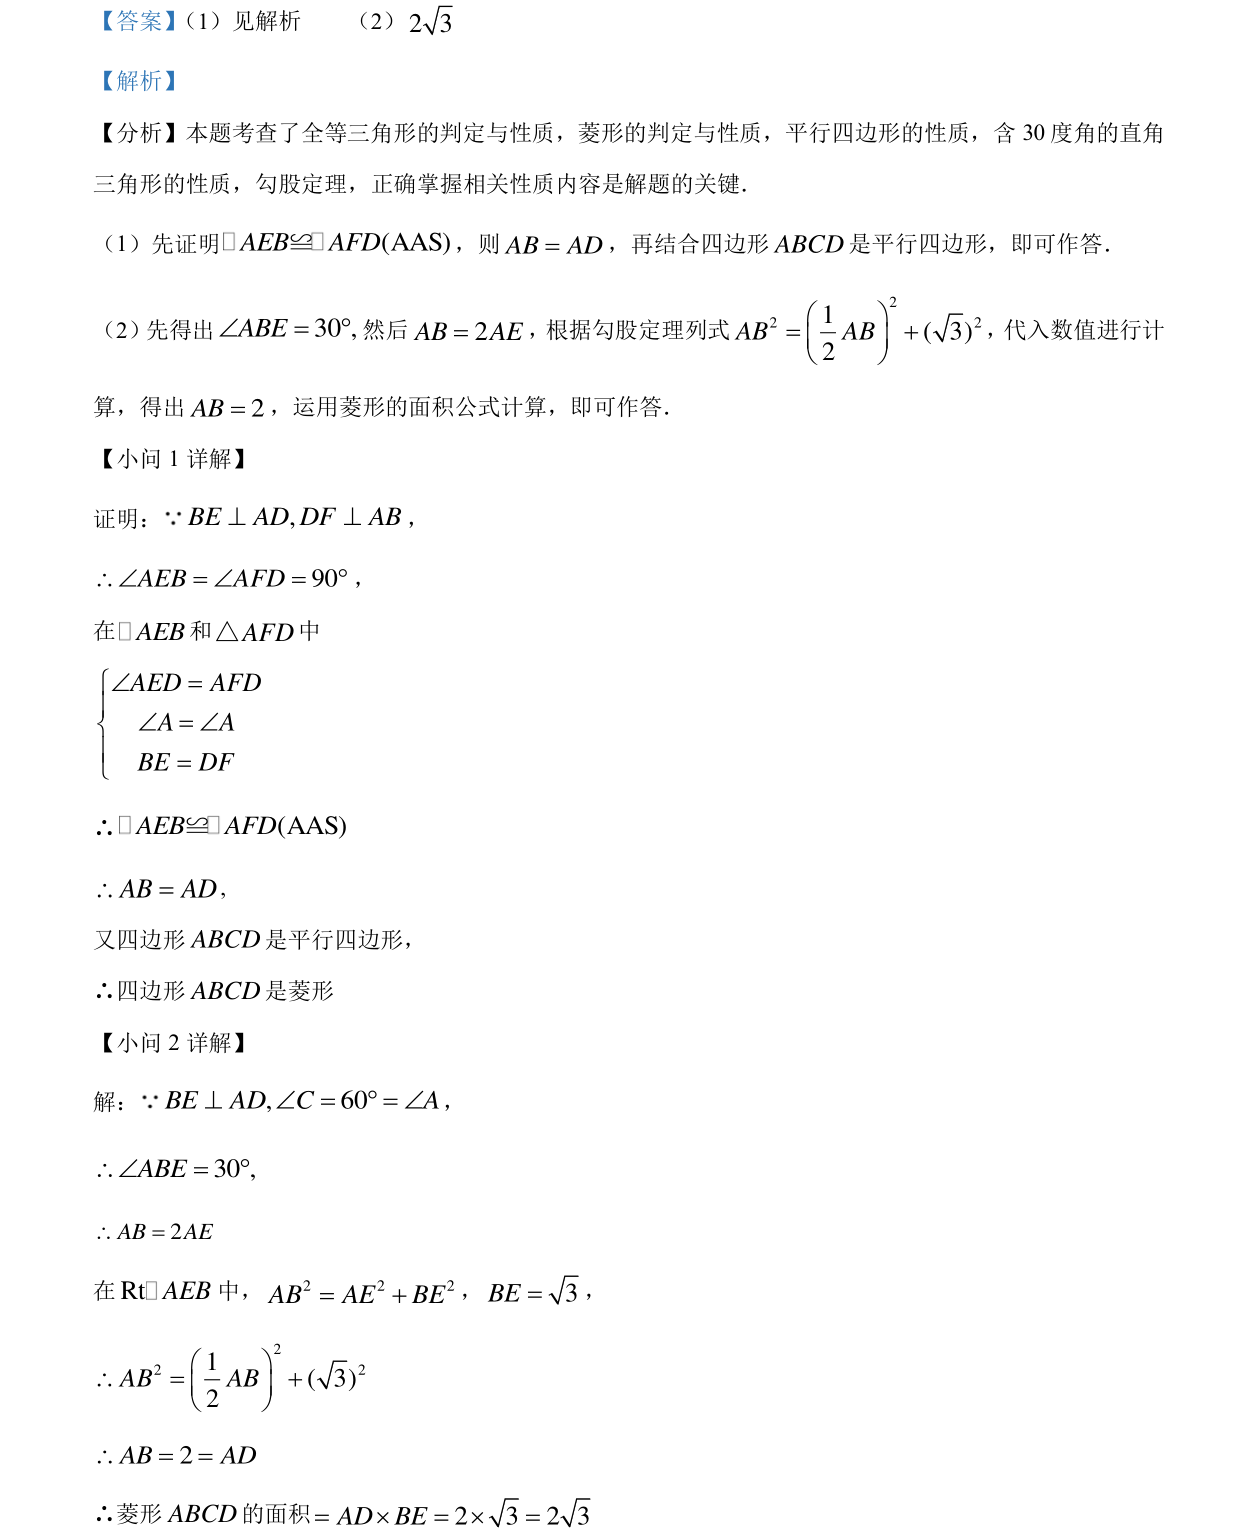 【答案】（1）见解析　　（2）2√3
【解析】
【分析】本题考查了全等三角形的判定与性质，菱形的判定与性质，平行四边形的性质，含 30 度角的直角
三角形的性质，勾股定理，正确掌握相关性质内容是解题的关键．
（1）先证明□AEB≌□AFD(AAS)，则 AB = AD，再结合四边形 ABCD 是平行四边形，即可作答．
（2）先得出∠ABE = 30°, 然后 AB = 2AE，根据勾股定理列式 AB² = (1/2 AB)² + (√3)²，代入数值进行计
算，得出 AB = 2，运用菱形的面积公式计算，即可作答．
【小问 1 详解】
证明：∵ BE ⊥ AD, DF ⊥ AB，
∴∠AEB = ∠AFD = 90°，
在□AEB 和△AFD 中
{∠AED = AFD
∠A = ∠A
BE = DF
∴□AEB≌□AFD(AAS)
∴ AB = AD，
又四边形 ABCD 是平行四边形，
∴四边形 ABCD 是菱形
【小问 2 详解】
解：∵ BE ⊥ AD, ∠C = 60° = ∠A，
∴∠ABE = 30°,
∴ AB = 2AE
在 Rt□AEB 中， AB² = AE² + BE²， BE = √3，
∴ AB² = (1/2 AB)² + (√3)²
∴ AB = 2 = AD
∴菱形 ABCD 的面积 = AD × BE = 2 × √3 = 2√3